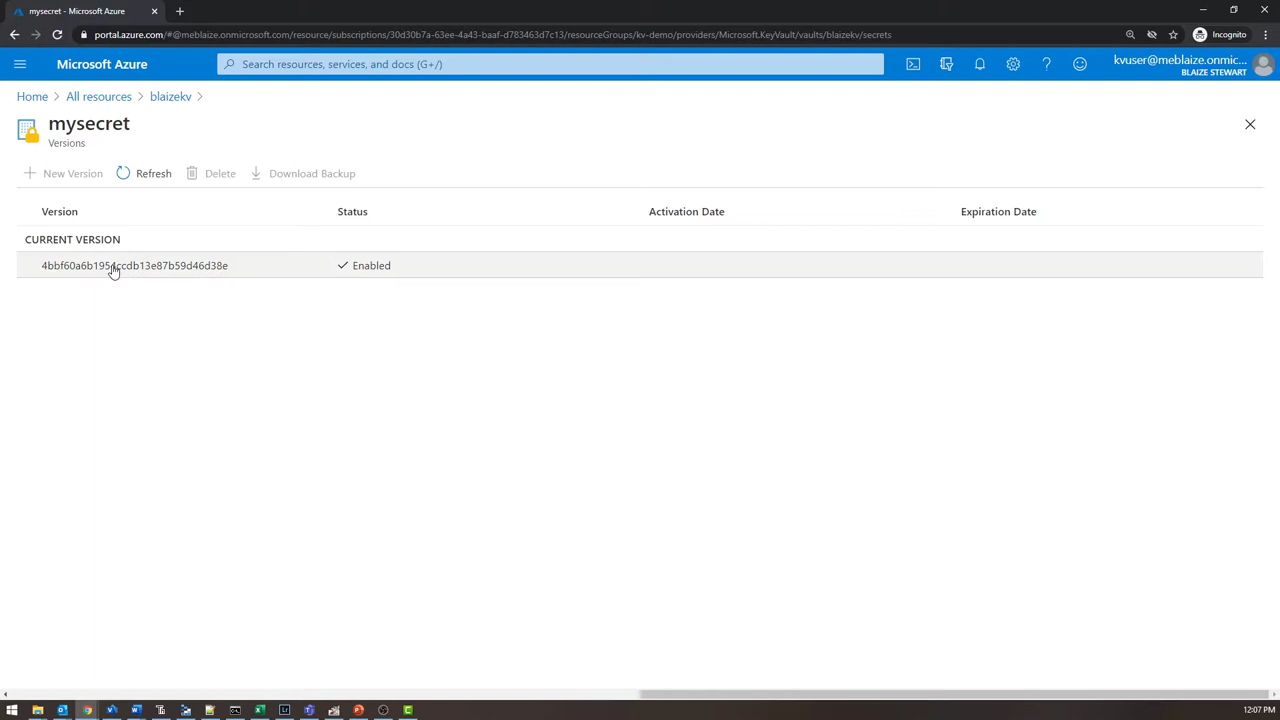 mysecret - Microsoft Azure
portal.azure.com/#@meblaize.onmicrosoft.com/resource/subscriptions/30d30b7a-63ee-4a43-baaf-d783463d7c13/resourceGroups/kv-demo/providers/Microsoft.KeyVault/vaults/blaizekv/secrets
Incognito
Microsoft Azure
Search resources, services, and docs (G+/)
kvuser@meblaize.onmic...
BLAIZE STEWART
Home > All resources > blaizekv >
mysecret
Versions
New Version Refresh Delete Download Backup
Version Status Activation Date Expiration Date
CURRENT VERSION
Enabled
12:07 PM